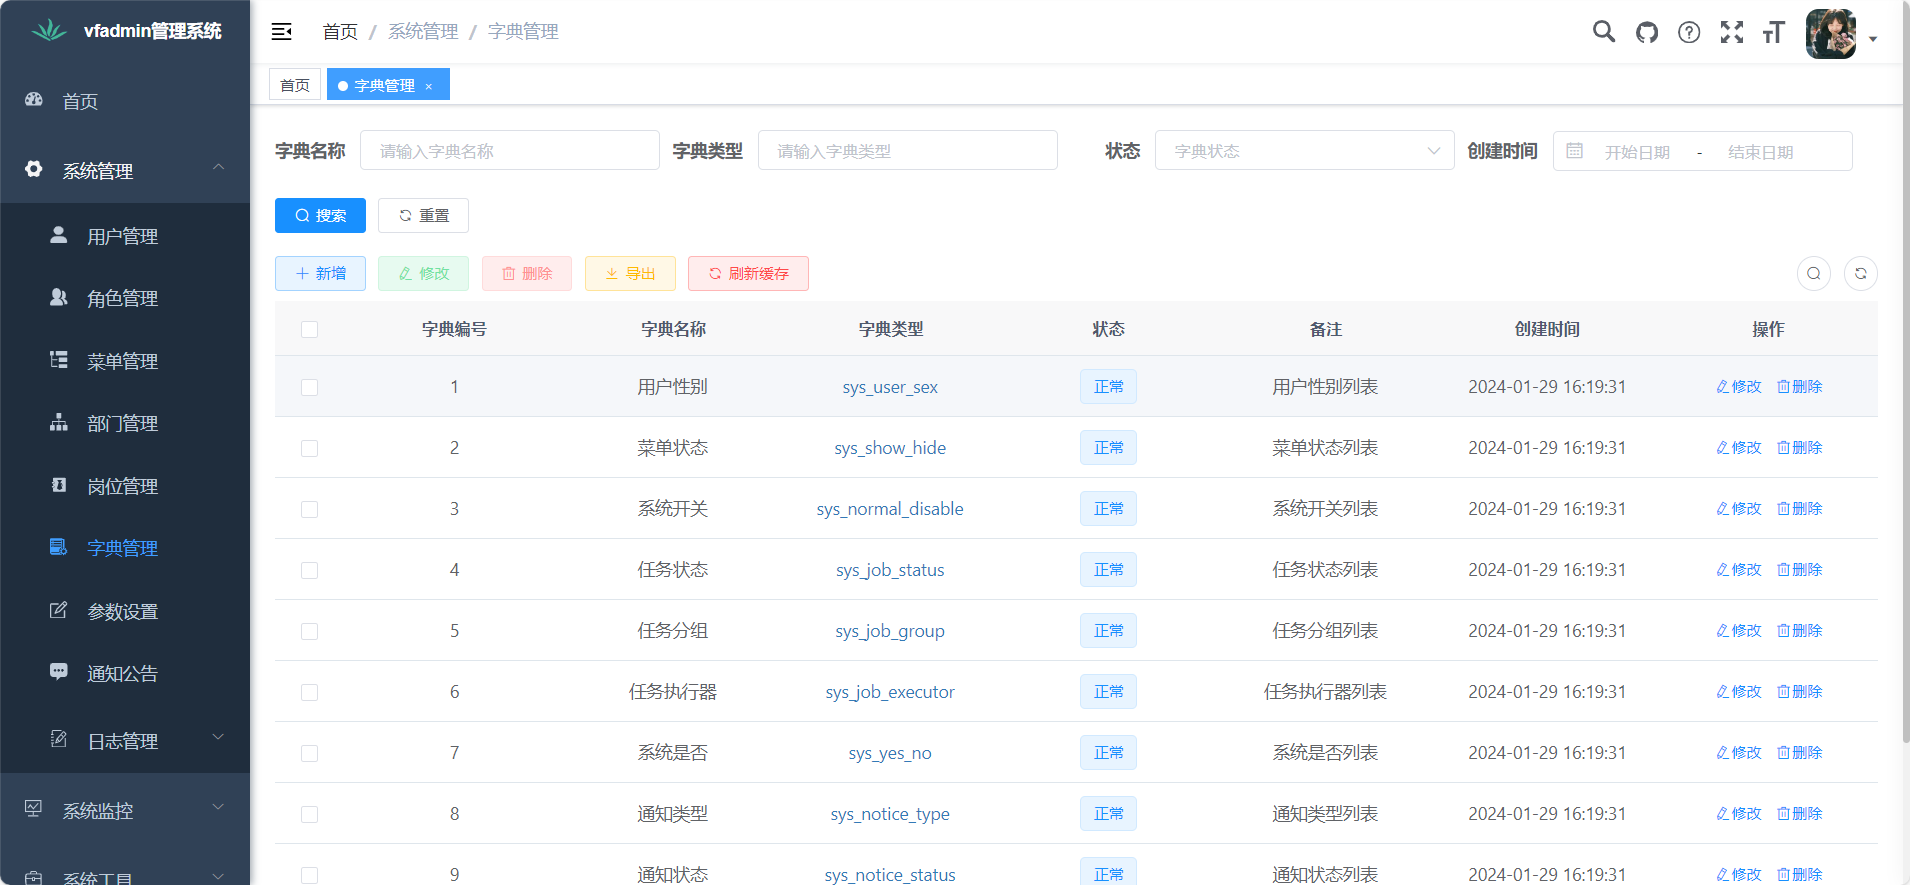 vfadmin管理系统
首页
系统管理
用户管理
角色管理
菜单管理
部门管理
岗位管理
字典管理
参数设置
通知公告
日志管理
系统监控
系统工具
首页 / 系统管理 / 字典管理
首页 字典管理 ×
字典名称 请输入字典名称 字典类型 请输入字典类型 状态 字典状态 创建时间 开始日期 - 结束日期
搜索 重置
新增 修改 删除 导出 刷新缓存
字典编号 字典名称 字典类型 状态 备注 创建时间 操作
1 用户性别 sys_user_sex 正常 用户性别列表 2024-01-29 16:19:31 修改 删除
2 菜单状态 sys_show_hide 正常 菜单状态列表 2024-01-29 16:19:31 修改 删除
3 系统开关 sys_normal_disable 正常 系统开关列表 2024-01-29 16:19:31 修改 删除
4 任务状态 sys_job_status 正常 任务状态列表 2024-01-29 16:19:31 修改 删除
5 任务分组 sys_job_group 正常 任务分组列表 2024-01-29 16:19:31 修改 删除
6 任务执行器 sys_job_executor 正常 任务执行器列表 2024-01-29 16:19:31 修改 删除
7 系统是否 sys_yes_no 正常 系统是否列表 2024-01-29 16:19:31 修改 删除
8 通知类型 sys_notice_type 正常 通知类型列表 2024-01-29 16:19:31 修改 删除
9 通知状态 sys_notice_status 正常 通知状态列表 2024-01-29 16:19:31 修改 删除